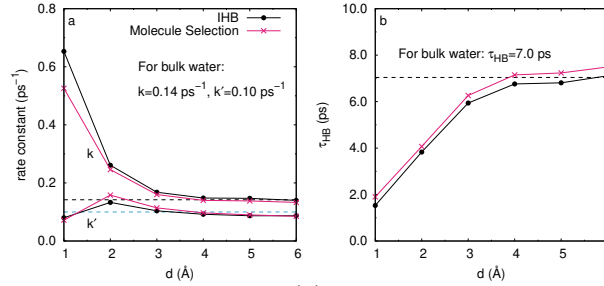 a
IHB
Molecule Selection
For bulk water:
k=0.14 ps⁻¹, k′=0.10 ps⁻¹
k
k′
rate constant (ps⁻¹)
0.8
0.6
0.4
0.2
0.0
1 2 3 4 5 6
d (Å)
b
For bulk water: τHB=7.0 ps
τHB (ps)
10.0
8.0
6.0
4.0
2.0
0.0
1 2 3 4 5
d (Å)